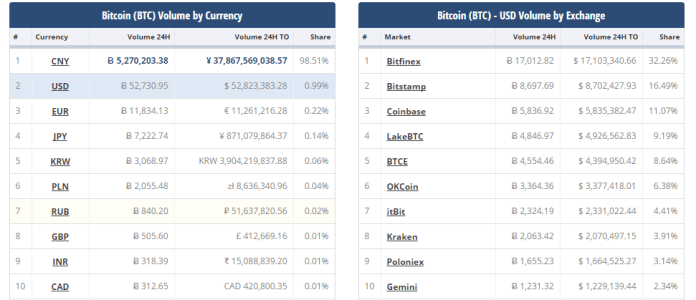 Bitcoin (BTC) Volume by Currency
# Currency Volume 24H Volume 24H TO Share
1 CNY Ƀ 5,270,203.38 ¥ 37,867,569,038.57 98.51%
2 USD Ƀ 52,730.95 $ 52,823,383.28 0.99%
3 EUR Ƀ 11,834.13 € 11,261,216.28 0.22%
4 JPY Ƀ 7,222.74 ¥ 871,079,864.37 0.14%
5 KRW Ƀ 3,068.97 KRW 3,904,219,837.88 0.06%
6 PLN Ƀ 2,055.48 zł 8,636,340.96 0.04%
7 RUB Ƀ 840.20 ₽ 51,637,820.56 0.02%
8 GBP Ƀ 505.60 £ 412,669.16 0.01%
9 INR Ƀ 318.39 ₹ 15,088,839.20 0.01%
10 CAD Ƀ 312.65 CAD 420,800.35 0.01%
Bitcoin (BTC) - USD Volume by Exchange
# Market Volume 24H Volume 24H TO Share
1 Bitfinex Ƀ 17,012.82 $ 17,103,340.66 32.26%
2 Bitstamp Ƀ 8,697.69 $ 8,702,427.93 16.49%
3 Coinbase Ƀ 5,836.92 $ 5,835,382.47 11.07%
4 LakeBTC Ƀ 4,846.97 $ 4,926,562.83 9.19%
5 BTCE Ƀ 4,554.46 $ 4,394,950.42 8.64%
6 OKCoin Ƀ 3,364.36 $ 3,377,418.01 6.38%
7 itBit Ƀ 2,324.19 $ 2,331,022.44 4.41%
8 Kraken Ƀ 2,063.42 $ 2,070,497.15 3.91%
9 Poloniex Ƀ 1,655.23 $ 1,664,525.27 3.14%
10 Gemini Ƀ 1,231.32 $ 1,229,139.44 2.34%